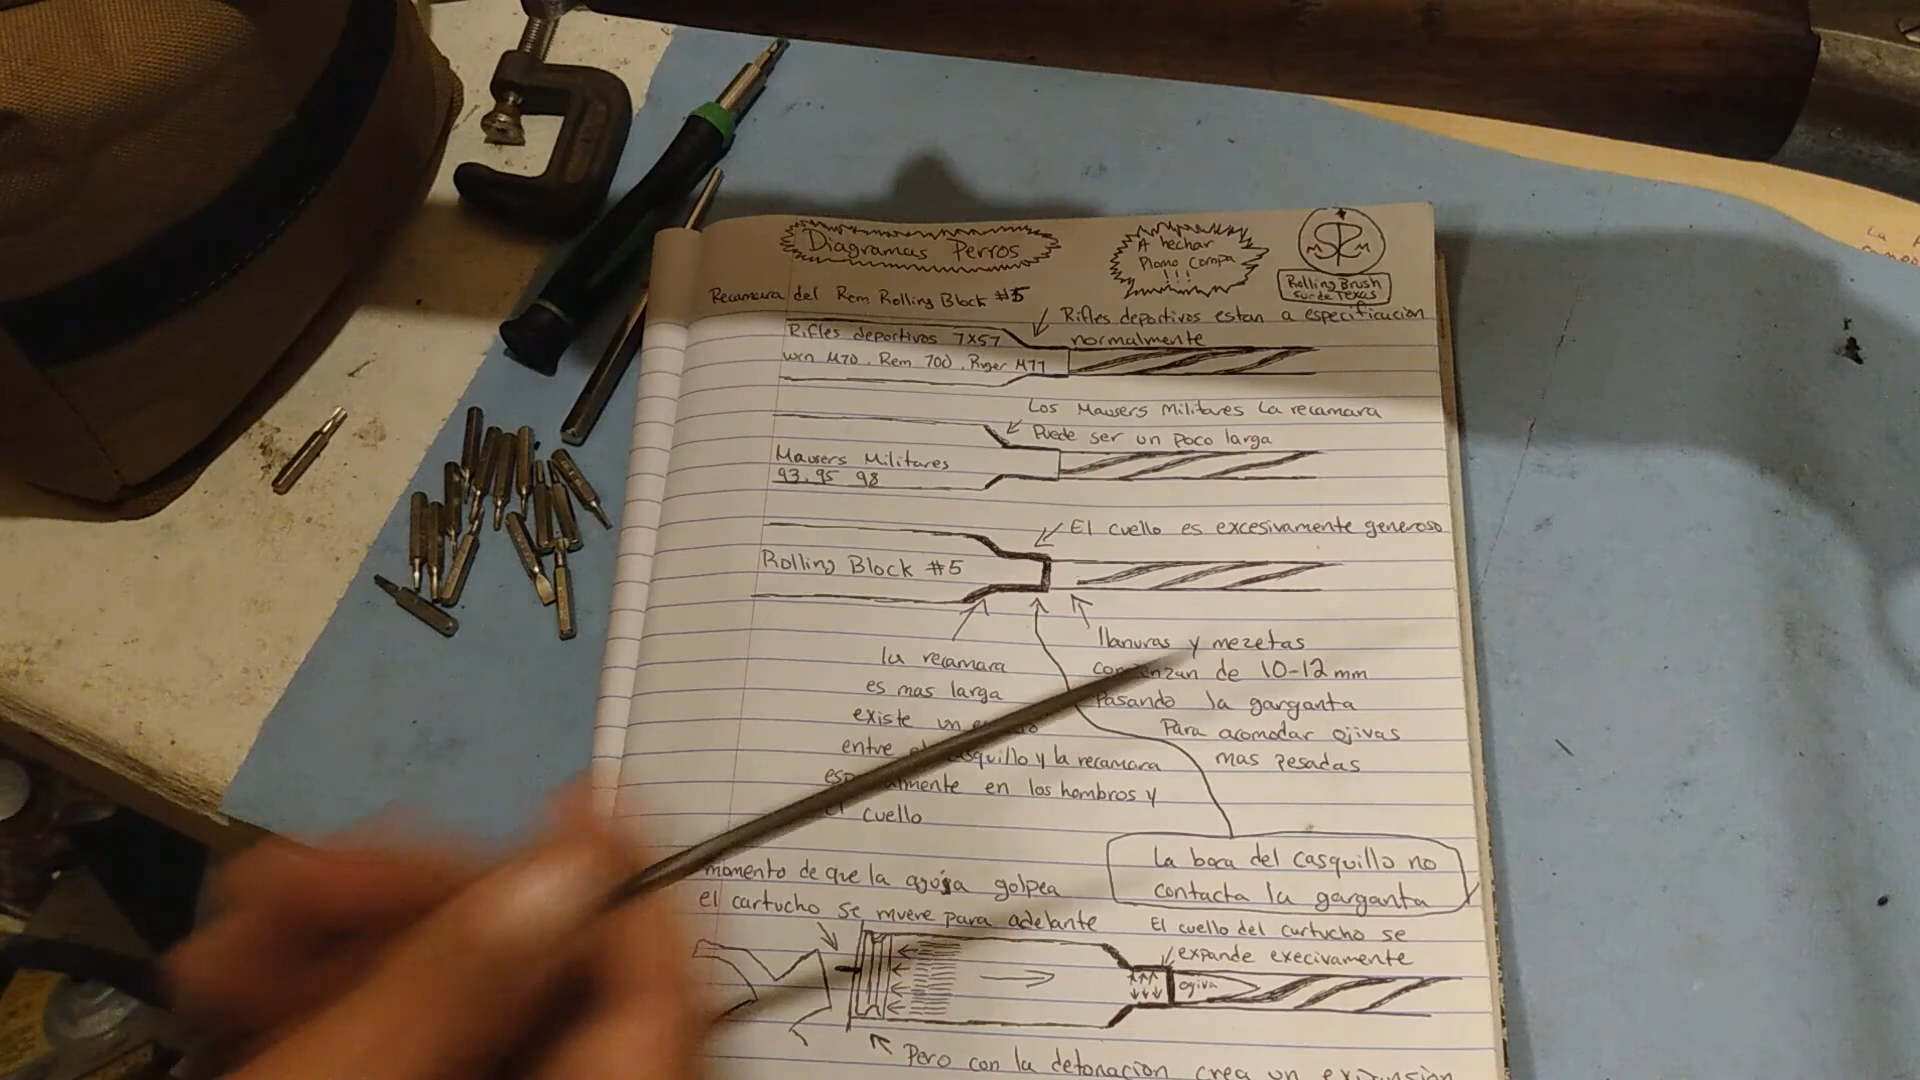 Diagramas Perros
A hechar
Plomo Compa
!!!
M SR M
Rolling Brush
Sur de Texas
Recamara del Rem Rolling Block #5
Rifles deportivos estan a especificacion
normalmente
Rifles deportivos 7X57
Win M70. Rem 700. Ruger M77
Los Mausers Militares La recamara
Puede ser un poco larga
Mausers Militares
93. 95 98
El cuello es excesivamente generoso
Rolling Block #5
llanuras y mezetas
comienzan de 10-12 mm
Pasando la garganta
Para acomodar ojivas
mas pesadas
la recamara
es mas larga
existe un
entre casquillo y la recamara
en los hombros y
cuello
La boca del casquillo no
contacta la garganta
momento de que la aguja golpea
el cartucho se mueve para adelante
El cuello del cartucho se
expande execivamente
ojiva
Pero con la detonacion crea un expansion